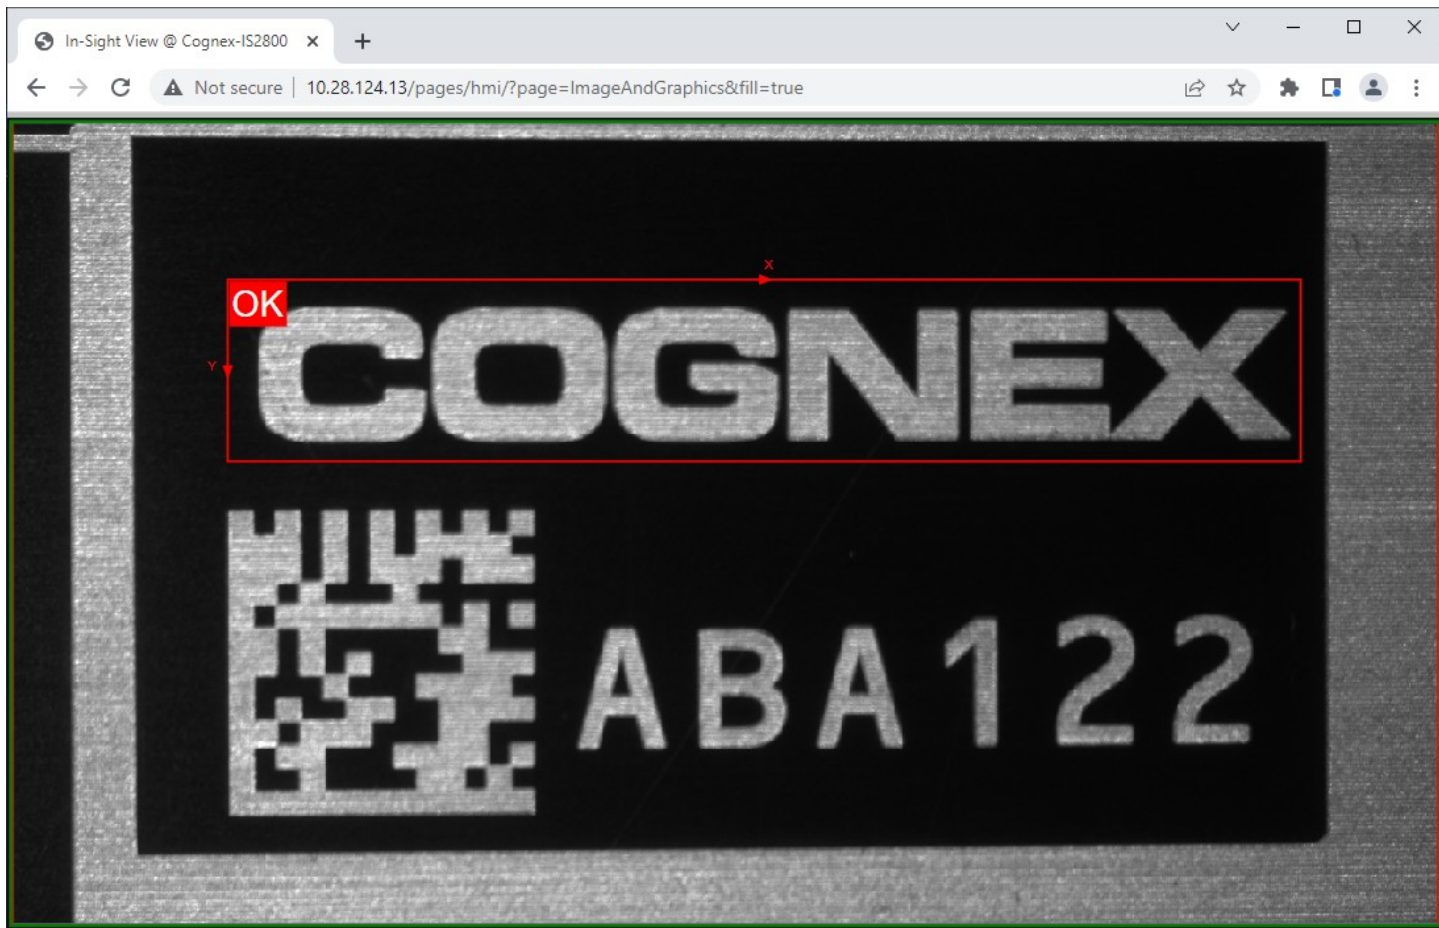 In-Sight View @ Cognex-IS2800
Not secure | 10.28.124.13/pages/hmi/?page=ImageAndGraphics&fill=true
X
OK
COGNEX
Y
ABA122